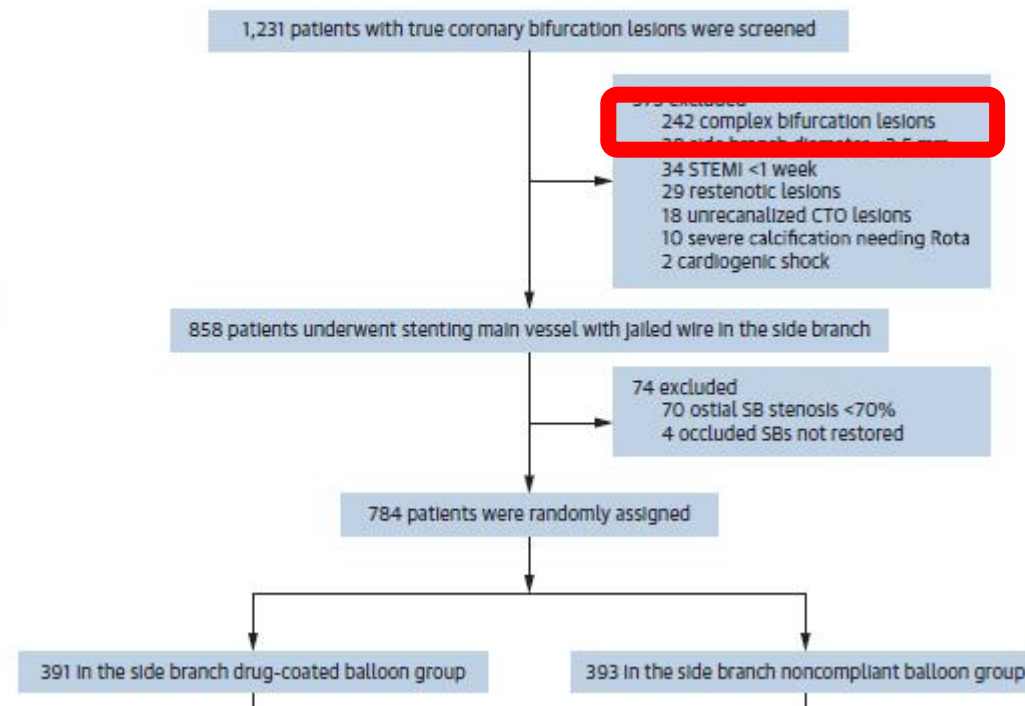 1,231 patients with true coronary bifurcation lesions were screened
excluded
242 complex bifurcation lesions
side branch diameter
34 STEMI <1 week
29 restenotic lesions
18 unrecanalized CTO lesions
10 severe calcification needing Rota
2 cardiogenic shock
858 patients underwent stenting main vessel with jailed wire in the side branch
74 excluded
70 ostial SB stenosis <70%
4 occluded SBs not restored
784 patients were randomly assigned
391 in the side branch drug-coated balloon group
393 in the side branch noncompliant balloon group